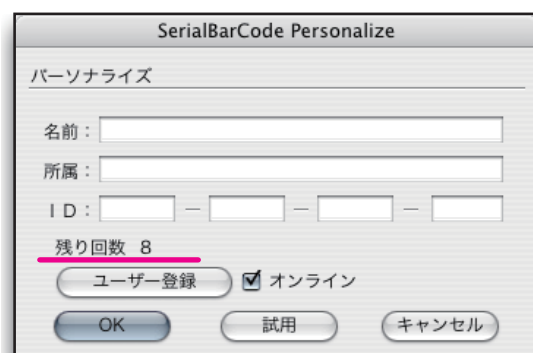 SerialBarCode Personalize
パーソナライズ
名前：
所属：
ＩＤ： － － －
残り回数 8
ユーザー登録 オンライン
OK 試用 キャンセル